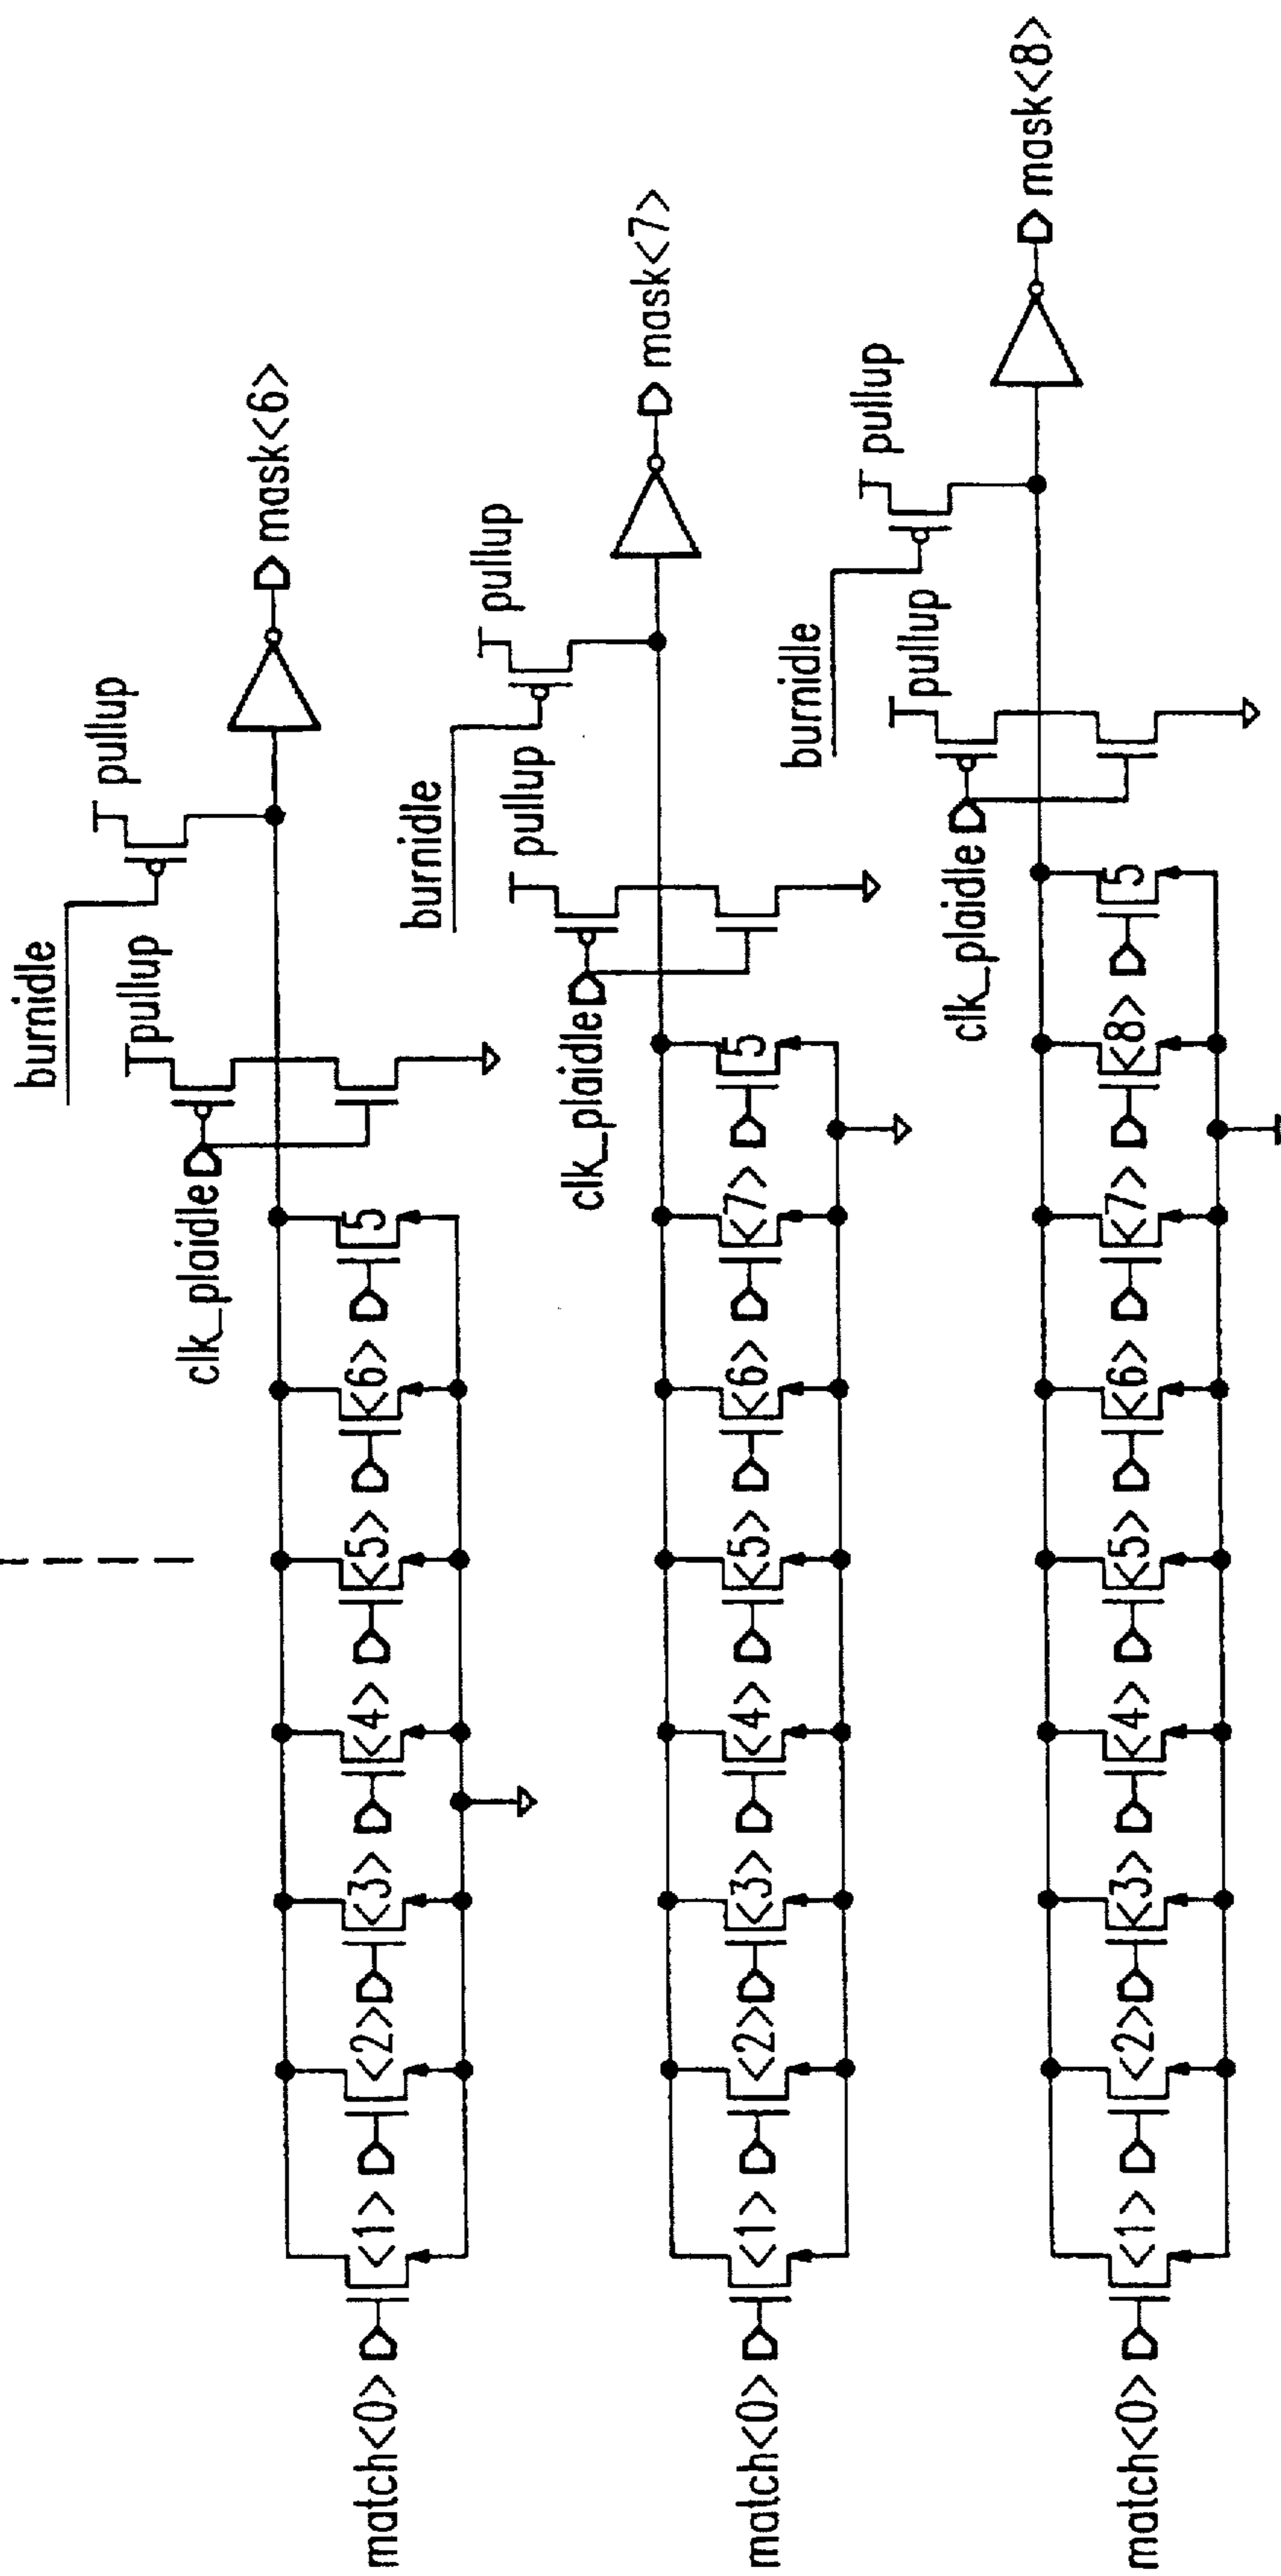 burnidle
pullup
pullup
clk_plaidle
mask<6>
match<0> <1> <2> <3> <4> <5> <6> 5
burnidle
pullup
pullup
clk_plaidle
mask<7>
match<0> <1> <2> <3> <4> <5> <6> <7> 5
burnidle
pullup
pullup
clk_plaidle
mask<8>
match<0> <1> <2> <3> <4> <5> <6> <7> <8> 5